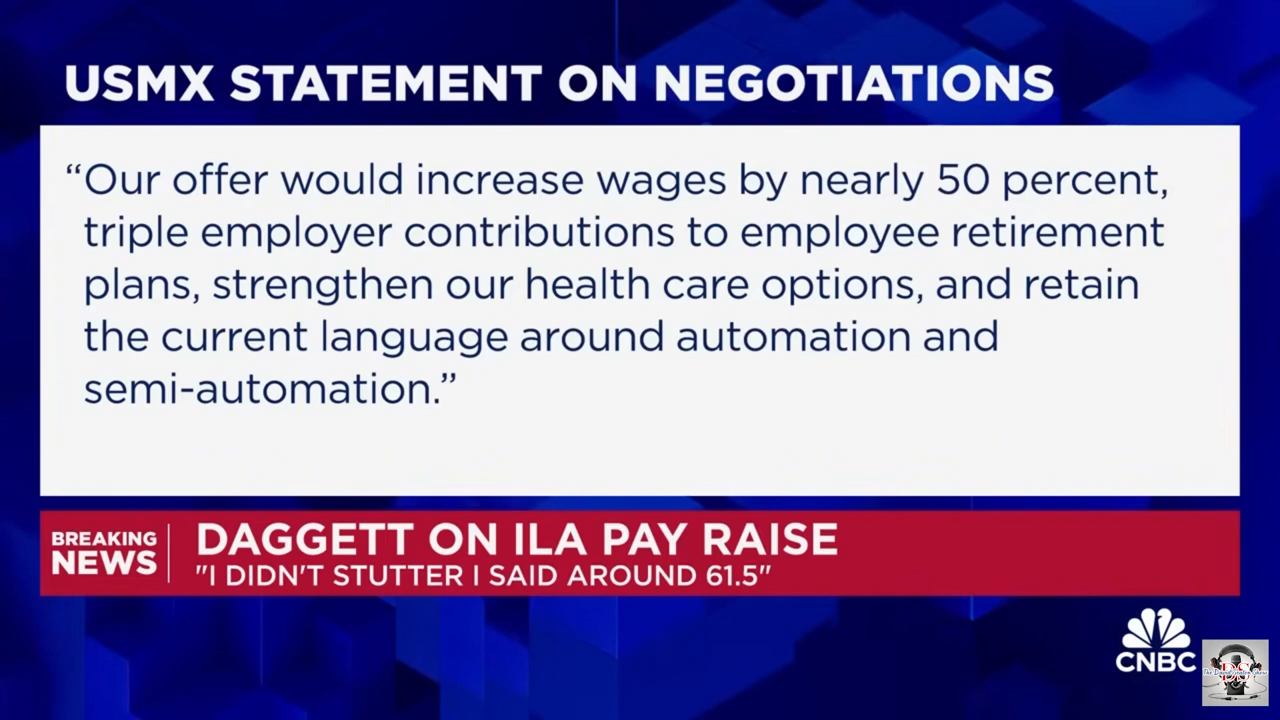 USMX STATEMENT ON NEGOTIATIONS
“Our offer would increase wages by nearly 50 percent,
triple employer contributions to employee retirement
plans, strengthen our health care options, and retain
the current language around automation and
semi-automation.”
BREAKING
NEWS
DAGGETT ON ILA PAY RAISE
"I DIDN'T STUTTER I SAID AROUND 61.5"
CNBC
DS